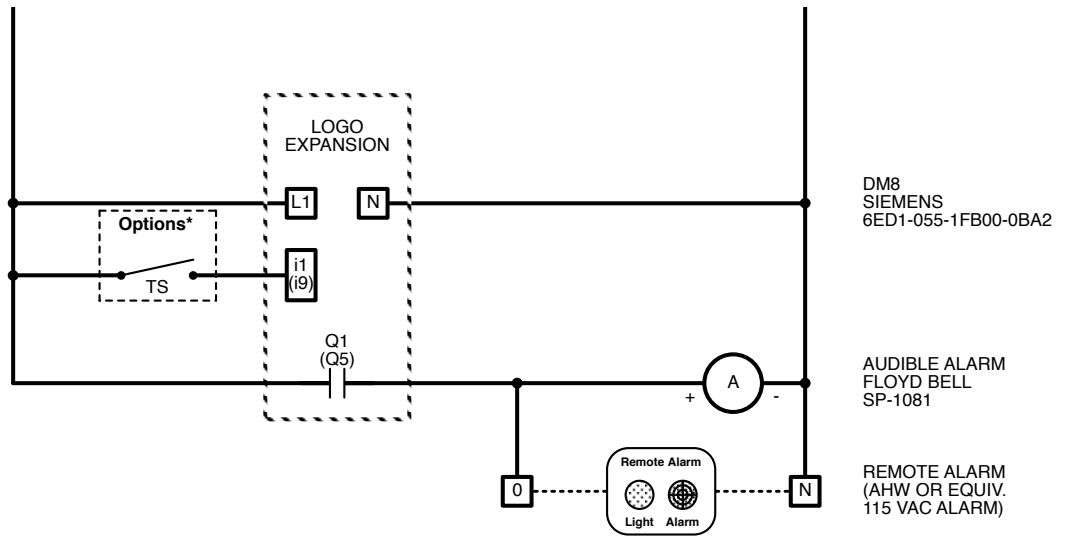 LOGO
EXPANSION
L1
N
DM8
SIEMENS
6ED1-055-1FB00-0BA2
Options*
TS
i1
(i9)
Q1
(Q5)
A
+
-
AUDIBLE ALARM
FLOYD BELL
SP-1081
0
Remote Alarm
Light Alarm
N
REMOTE ALARM
(AHW OR EQUIV.
115 VAC ALARM)